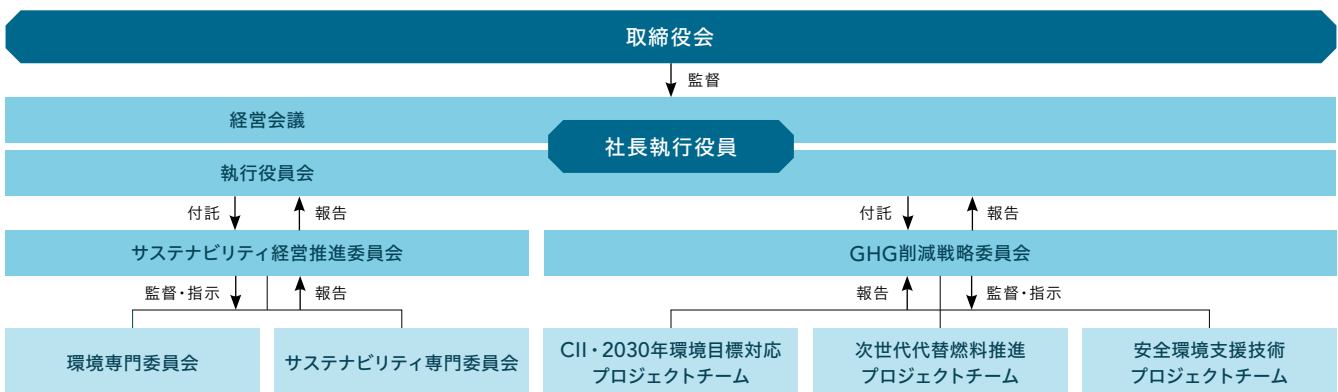 取締役会
監督
経営会議
社長執行役員
執行役員会
付託
報告
付託
報告
サステナビリティ経営推進委員会
GHG削減戦略委員会
監督・指示
報告
報告
監督・指示
環境専門委員会
サステナビリティ専門委員会
CII・2030年環境目標対応
プロジェクトチーム
次世代代替燃料推進
プロジェクトチーム
安全環境支援技術
プロジェクトチーム